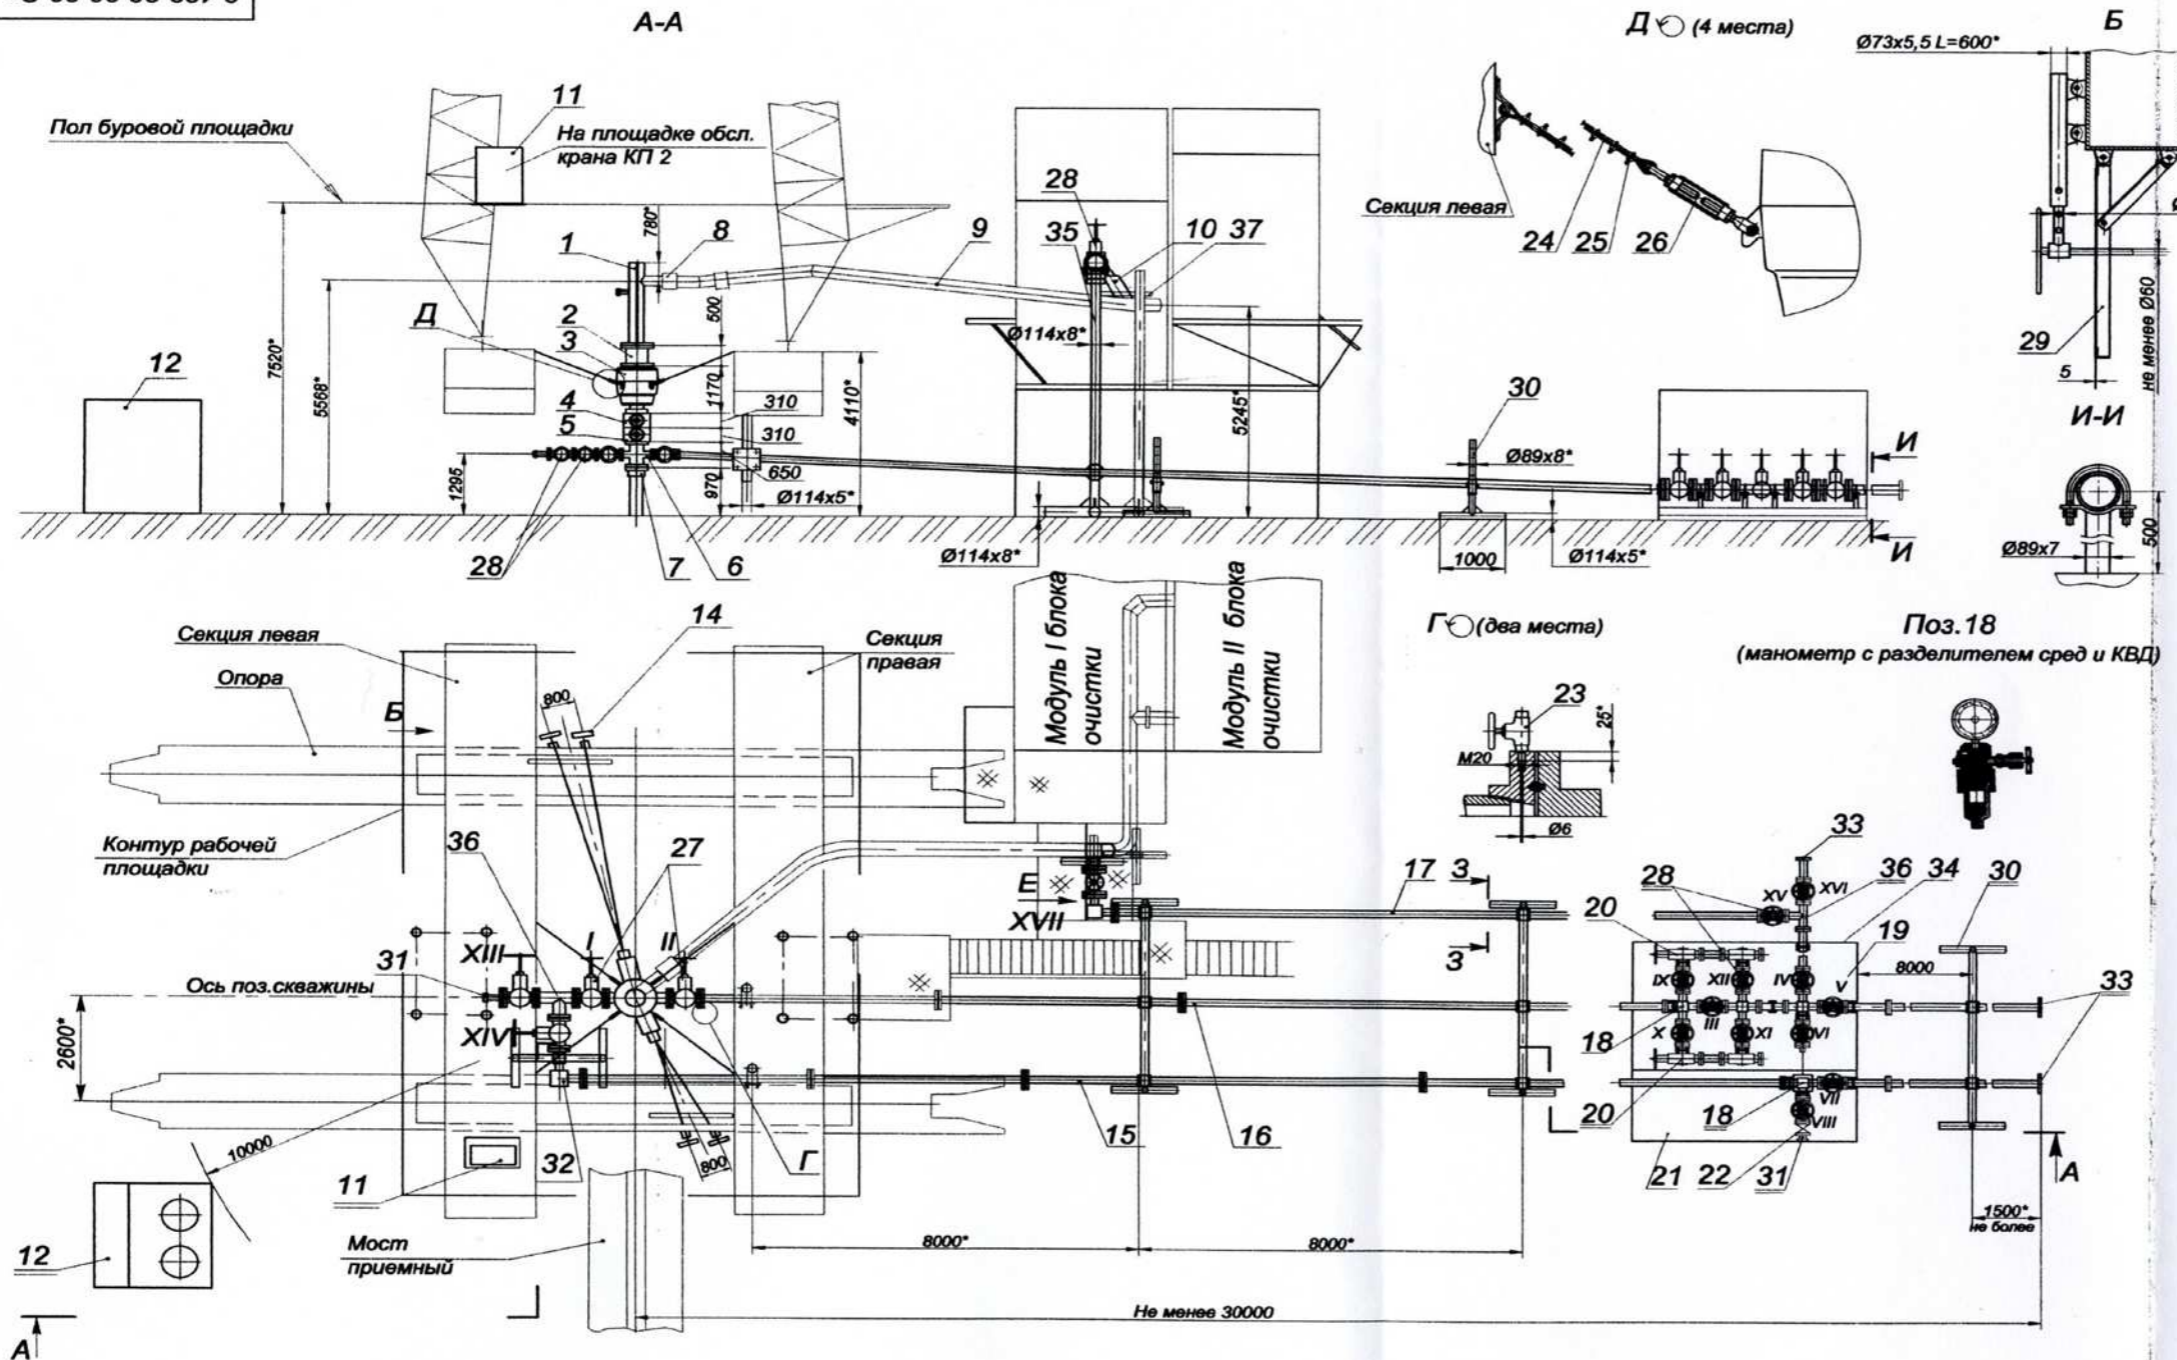 А-А
Д (4 места)
Б
Ø73x5,5 L=600*
11
Пол буровой площадки
На площадке обсл.
крана КП 2
28
Секция левая
24
25
26
1
780*
8
9
35
10
37
7520*
5568*
Д
2
500
3
Ø114x8*
29
не менее Ø60
5
12
1170
4
310
4110*
5245*
30
И-И
5
310
Ø89x8*
И
1295
650
970
Ø114x5*
500
28
7
6
Ø114x8*
1000
Ø114x5*
И
Ø89x7
Модуль I блока
очистки
Модуль II блока
очистки
14
Секция левая
Секция
правая
Г (два места)
Поз.18
(манометр с разделителем сред и КВД)
Опора
800
Б
23
25*
М20
Ø6
Контур рабочей
площадки
36
27
33
Е
17
З
28
XV
XVI
36
34
30
XVII
20
19
XIII
I
II
З
IX
XII
IV
V
8000
33
31
Ось поз.скважины
2600*
XIV
18
X
III
XI
VI
20
18
VII
VIII
10000
32
800
Г
15
16
21
22
31
А
11
1500*
не более
12
Мост
приемный
8000*
8000*
Не менее 30000
А